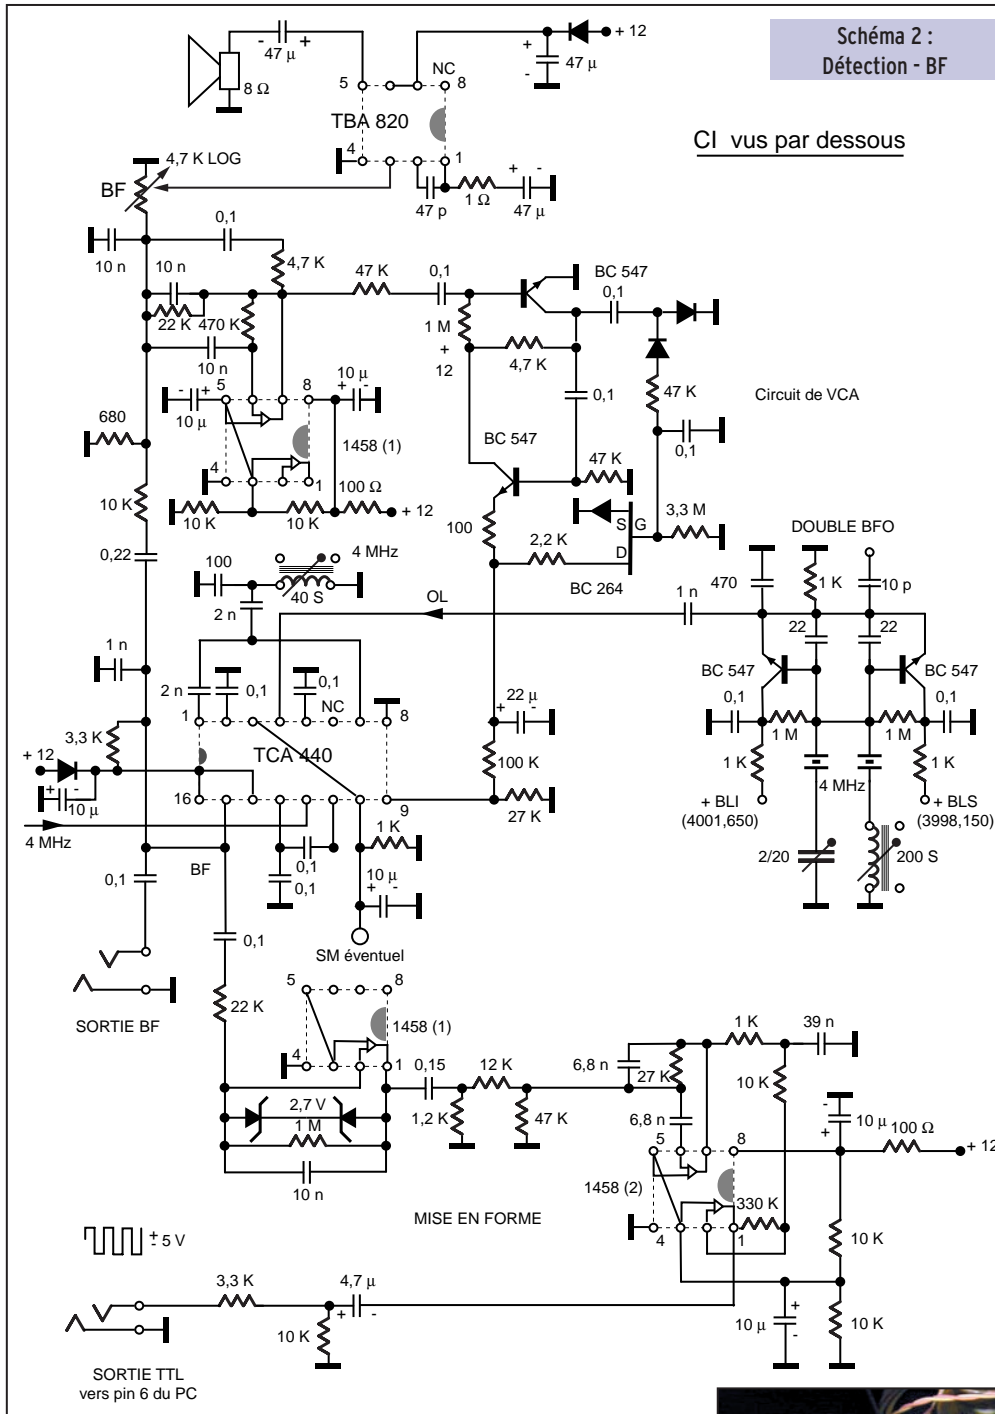 Schéma 2 :
Détection - BF
CI vus par dessous
- +
47 µ
8 Ω
+
-
47 µ
+ 12
5
NC
8
TBA 820
4
1
47 p
1 Ω
+ -
47 µ
4,7 K LOG
BF
10 n
0,1
4,7 K
10 n
22 K
470 K
10 n
47 K
0,1
BC 547
0,1
1 M
+
12
4,7 K
0,1
47 K
Circuit de VCA
0,1
- +
10 µ
5
8
10 µ
+ -
1458 (1)
4
1
680
10 K
10 K
100 Ω
+ 12
10 K
BC 547
47 K
100
S
G
D
3,3 M
2,2 K
BC 264
DOUBLE BFO
0,22
100
4 MHz
40 S
2 n
OL
1 n
470
1 K
10 p
22
22
BC 547
BC 547
1 n
2 n
0,1
0,1
NC
1
8
TCA 440
16
9
3,3 K
+ 12
+ -
10 µ
4 MHz
22 µ
+ -
100 K
27 K
0,1
1 M
1 M
0,1
1 K
1 K
4 MHz
+ BLI
(4001,650)
+ BLS
(3998,150)
2/20
200 S
1 K
BF
0,1
0,1
0,1
10 µ
+ -
SM éventuel
0,1
SORTIE BF
22 K
5
8
1458 (1)
4
1
2,7 V
1 M
10 n
0,15
12 K
1,2 K
47 K
6,8 n
27 K
1 K
39 n
10 K
6,8 n
5
8
1458 (2)
330 K
4
1
-
+
10 µ
100 Ω
+ 12
10 K
10 K
10 µ
+
-
MISE EN FORME
+
- 5 V
3,3 K
4,7 µ
+ -
10 K
SORTIE TTL
vers pin 6 du PC